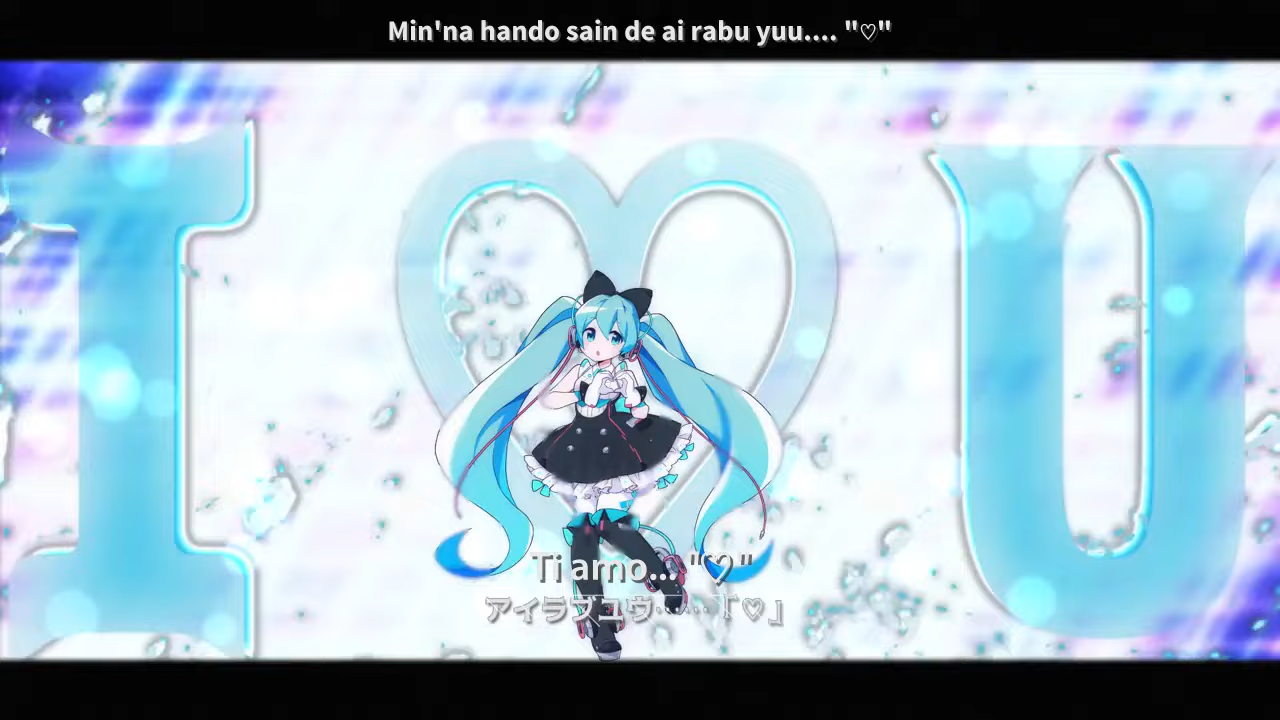 Min'na hando sain de ai rabu yuu.... "♡"
I ♡ U
Ti amo... "♡"
アイラブユウ……「♡」